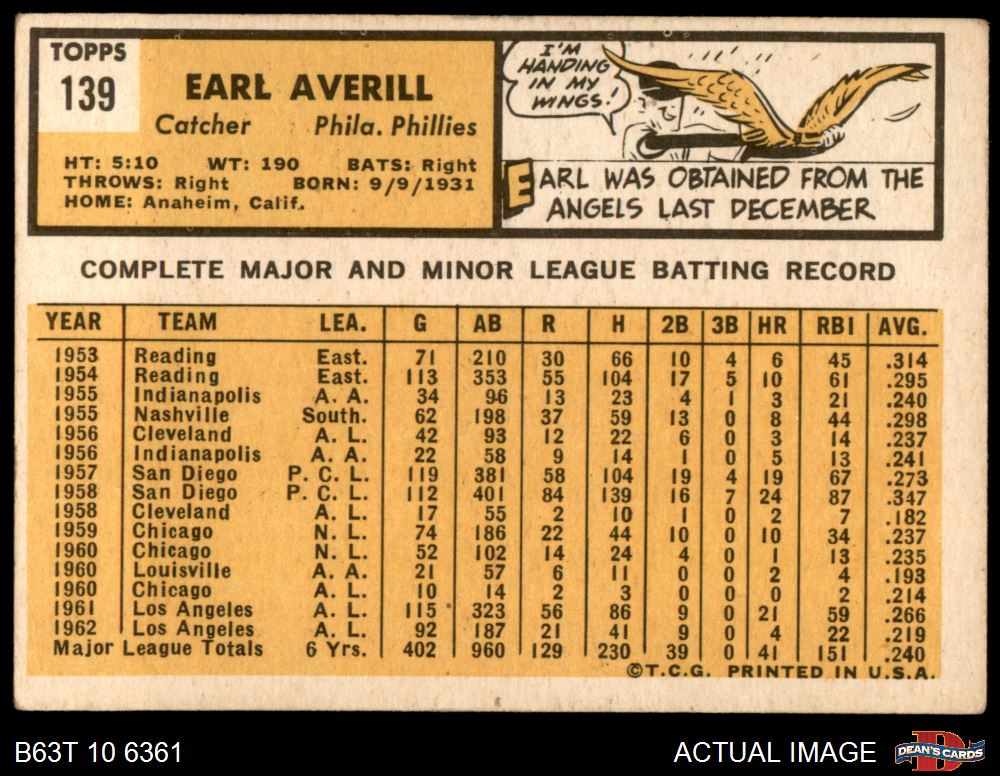 TOPPS
139
EARL AVERILL
Catcher Phila. Phillies
HT: 5:10 WT: 190 BATS: Right
THROWS: Right BORN: 9/9/1931
HOME: Anaheim, Calif.
I'M
HANDING
IN MY
WINGS!
EARL WAS OBTAINED FROM THE
ANGELS LAST DECEMBER
COMPLETE MAJOR AND MINOR LEAGUE BATTING RECORD
YEAR TEAM LEA. G AB R H 2B 3B HR RBI AVG.
1953 Reading East. 71 210 30 66 10 4 6 45 .314
1954 Reading East. 113 353 55 104 17 5 10 61 .295
1955 Indianapolis A. A. 34 96 13 23 4 1 3 21 .240
1955 Nashville South. 62 198 37 59 13 0 8 44 .298
1956 Cleveland A. L. 42 93 12 22 6 0 3 14 .237
1956 Indianapolis A. A. 22 58 9 14 1 0 5 13 .241
1957 San Diego P. C. L. 119 381 58 104 19 4 19 67 .273
1958 San Diego P. C. L. 112 401 84 139 16 7 24 87 .347
1958 Cleveland A. L. 17 55 2 10 1 0 2 7 .182
1959 Chicago N. L. 74 186 22 44 10 0 10 34 .237
1960 Chicago N. L. 52 102 14 24 4 0 1 13 .235
1960 Louisville A. A. 21 57 6 11 0 0 2 4 .193
1960 Chicago A. L. 10 14 2 3 0 0 0 2 .214
1961 Los Angeles A. L. 115 323 56 86 9 0 21 59 .266
1962 Los Angeles A. L. 92 187 21 41 9 0 4 22 .219
Major League Totals 6 Yrs. 402 960 129 230 39 0 41 151 .240
©T.C.G. PRINTED IN U.S.A.
B63T 10 6361
ACTUAL IMAGE
D
DEAN'S CARDS